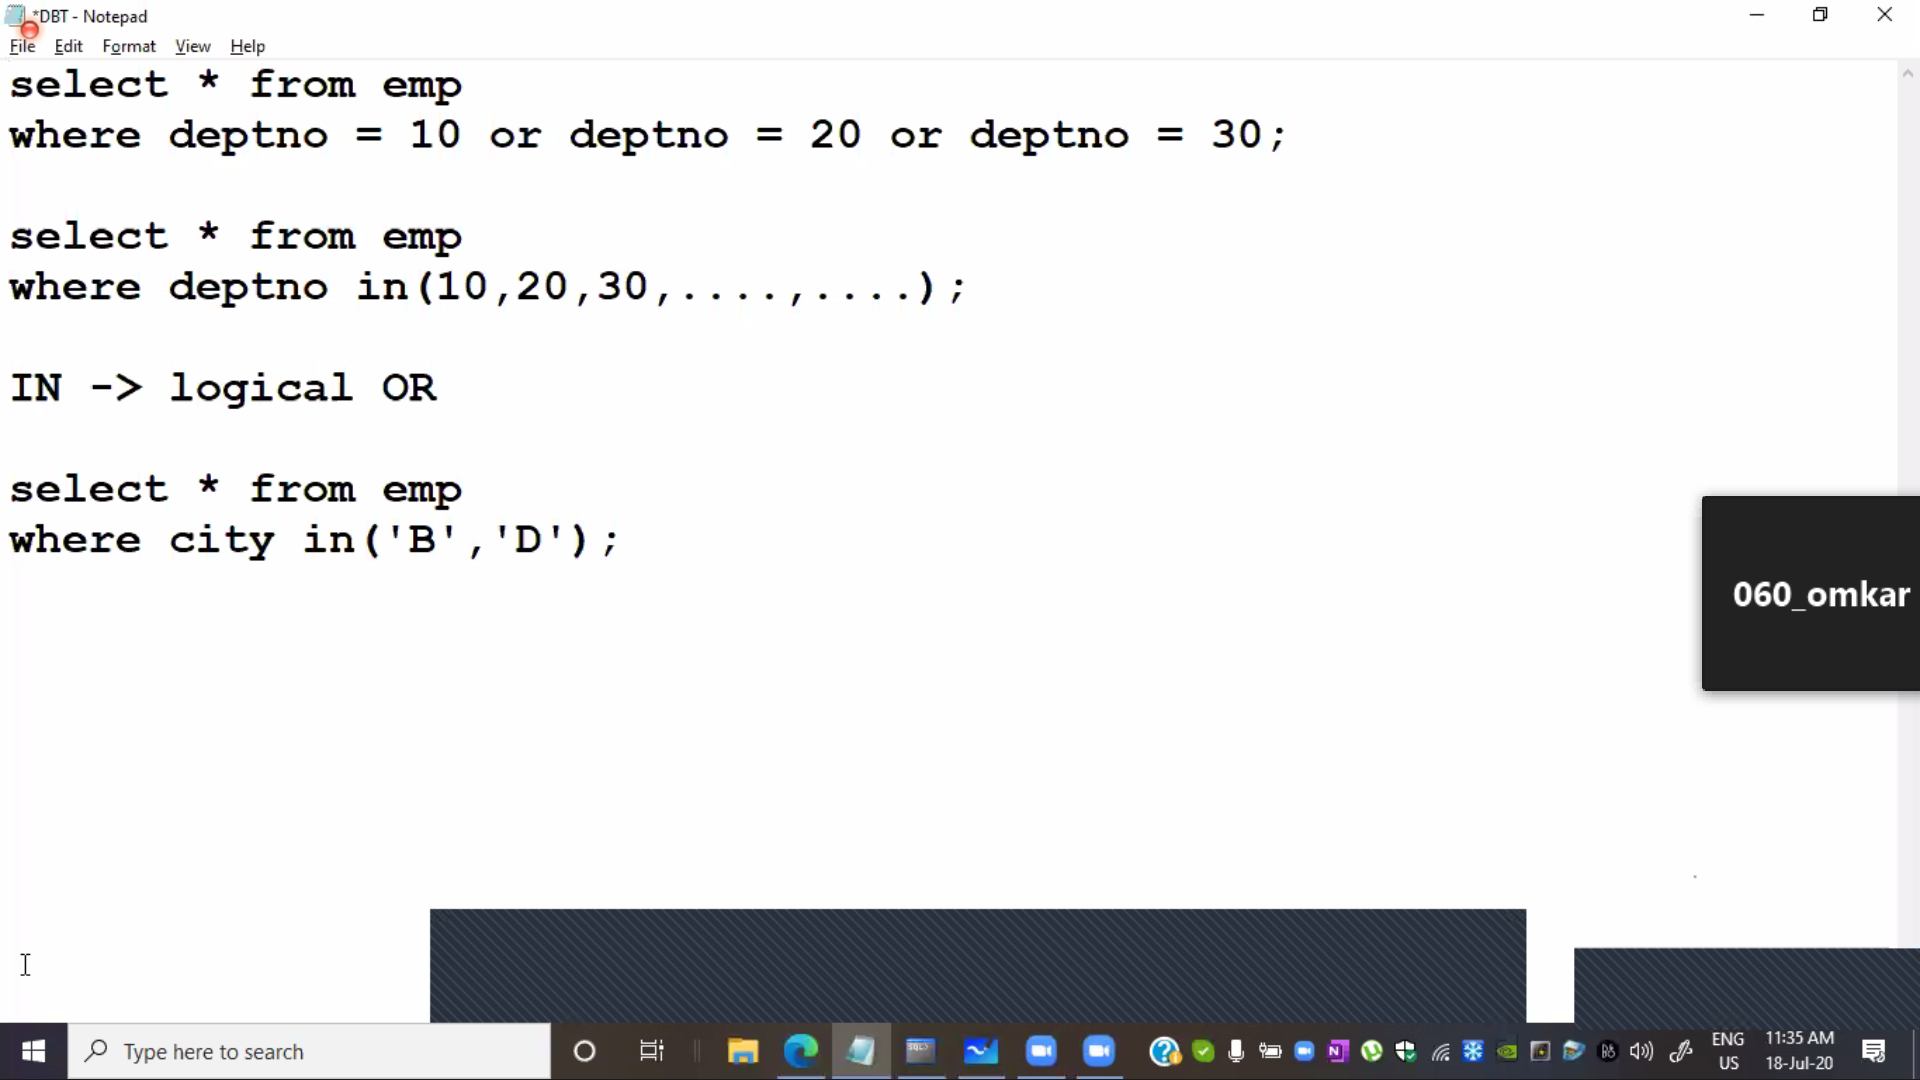 *DBT - Notepad
File Edit Format View Help
select * from emp
where deptno = 10 or deptno = 20 or deptno = 30;
select * from emp
where deptno in(10,20,30,....,....);
IN -> logical OR
select * from emp
where city in('B','D');
060_omkar
Type here to search
ENG
US
11:35 AM
18-Jul-20